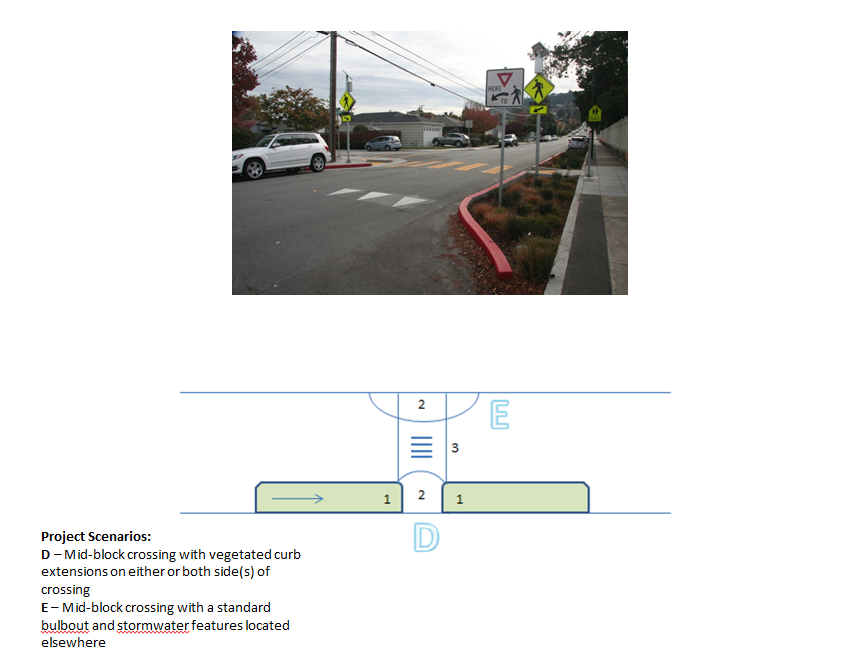 HERE
TO
2
E
3
1
2
1
D
Project Scenarios:
D – Mid-block crossing with vegetated curb
extensions on either or both side(s) of
crossing
E – Mid-block crossing with a standard
bulbout and stormwater features located
elsewhere